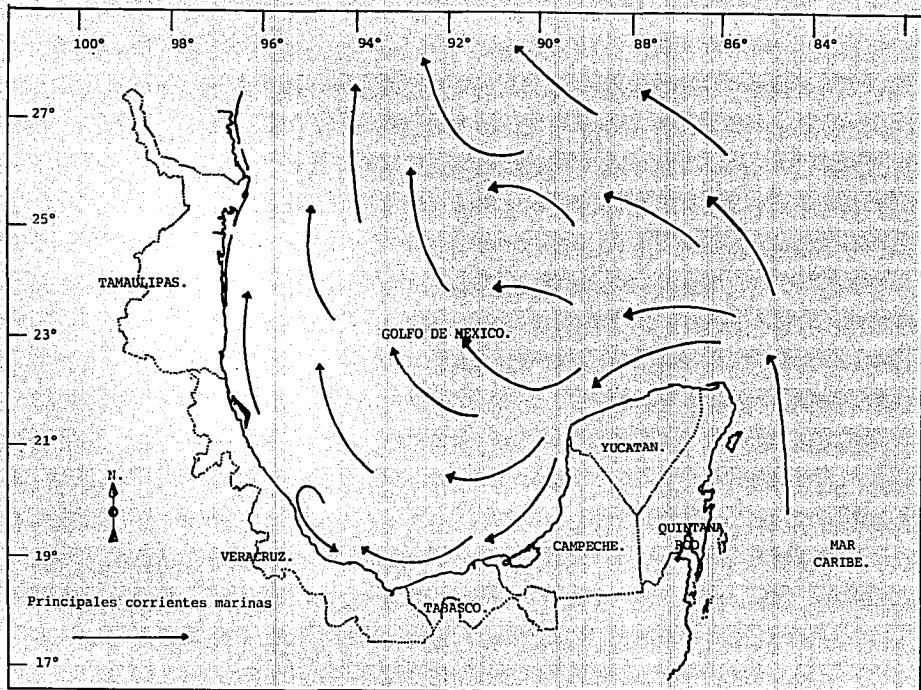 100° 98° 96° 94° 92° 90° 88° 86° 84°
27°
25°
TAMAULIPAS.
23°
GOLFO DE MEXICO.
21°
YUCATAN.
N.
QUINTANA
ROO.
19°
VERACRUZ.
CAMPECHE.
MAR
CARIBE.
Principales corrientes marinas
TABASCO.
17°